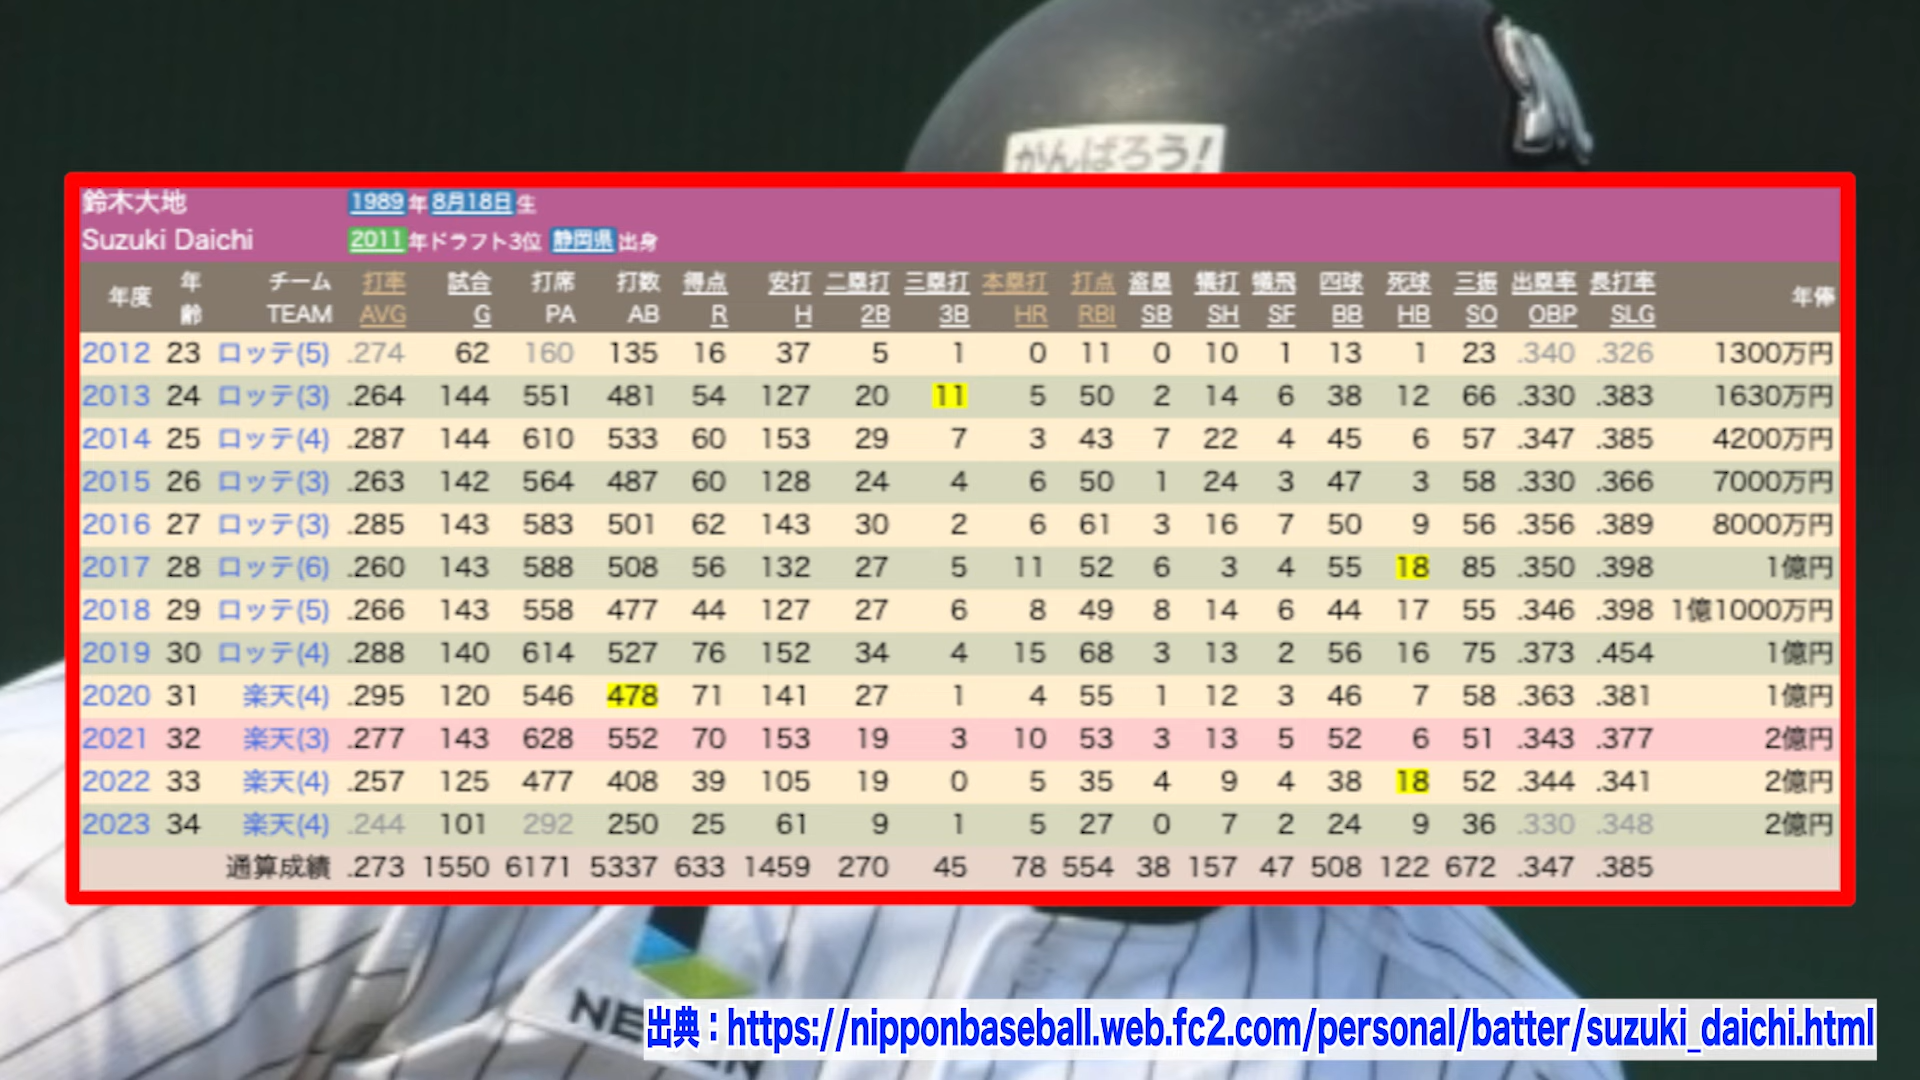 がんばろう!
鈴木大地 1989年8月18日生
Suzuki Daichi 2011年ドラフト3位 静岡県出身
年度 年齢 チーム 打率 試合 打席 打数 得点 安打 二塁打 三塁打 本塁打 打点 盗塁 犠打 犠飛 四球 死球 三振 出塁率 長打率 年俸
TEAM AVG G PA AB R H 2B 3B HR RBI SB SH SF BB HB SO OBP SLG
2012 23 ロッテ(5) .274 62 160 135 16 37 5 1 0 11 0 10 1 13 1 23 .340 .326 1300万円
2013 24 ロッテ(3) .264 144 551 481 54 127 20 11 5 50 2 14 6 38 12 66 .330 .383 1630万円
2014 25 ロッテ(4) .287 144 610 533 60 153 29 7 3 43 7 22 4 45 6 57 .347 .385 4200万円
2015 26 ロッテ(3) .263 142 564 487 60 128 24 4 6 50 1 24 3 47 3 58 .330 .366 7000万円
2016 27 ロッテ(3) .285 143 583 501 62 143 30 2 6 61 3 16 7 50 9 56 .356 .389 8000万円
2017 28 ロッテ(6) .260 143 588 508 56 132 27 5 11 52 6 3 4 55 18 85 .350 .398 1億円
2018 29 ロッテ(5) .266 143 558 477 44 127 27 6 8 49 8 14 6 44 17 55 .346 .398 1億1000万円
2019 30 ロッテ(4) .288 140 614 527 76 152 34 4 15 68 3 13 2 56 16 75 .373 .454 1億円
2020 31 楽天(4) .295 120 546 478 71 141 27 1 4 55 1 12 3 46 7 58 .363 .381 1億円
2021 32 楽天(3) .277 143 628 552 70 153 19 3 10 53 3 13 5 52 6 51 .343 .377 2億円
2022 33 楽天(4) .257 125 477 408 39 105 19 0 5 35 4 9 4 38 18 52 .344 .341 2億円
2023 34 楽天(4) .244 101 292 250 25 61 9 1 5 27 0 7 2 24 9 36 .330 .348 2億円
通算成績 .273 1550 6171 5337 633 1459 270 45 78 554 38 157 47 508 122 672 .347 .385
出典：https://nipponbaseball.web.fc2.com/personal/batter/suzuki_daichi.html